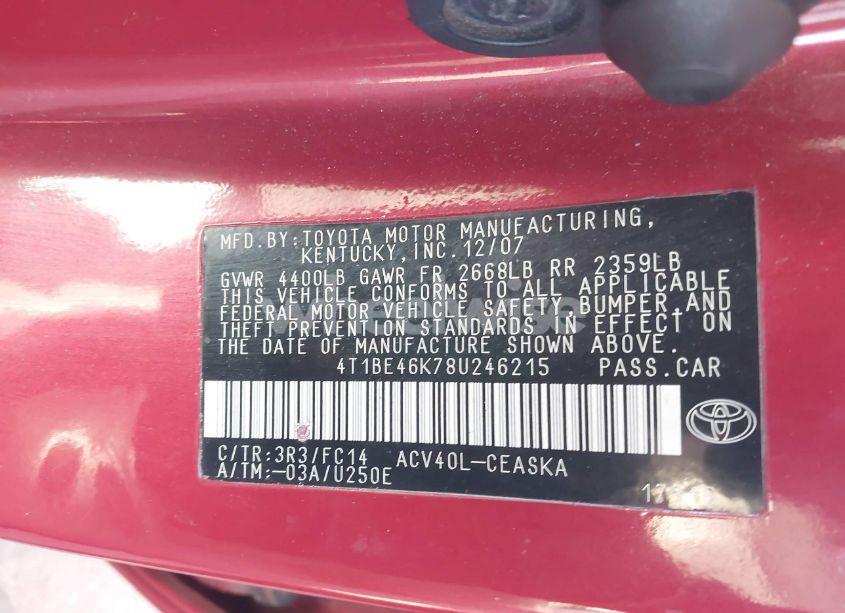 MFD.BY:TOYOTA MOTOR MANUFACTURING,
KENTUCKY,INC.12/07
GVWR 4400LB GAWR FR 2668LB RR 2359LB
THIS VEHICLE CONFORMS TO ALL APPLICABLE
FEDERAL MOTOR VEHICLE SAFETY,BUMPER,AND
THEFT PREVENTION STANDARDS IN EFFECT ON
THE DATE OF MANUFACTURE SHOWN ABOVE.
4T1BE46K78U246215 PASS.CAR
C/TR:3R3/FC14 ACV40L-CEASKA
A/TM:-03A/U250E